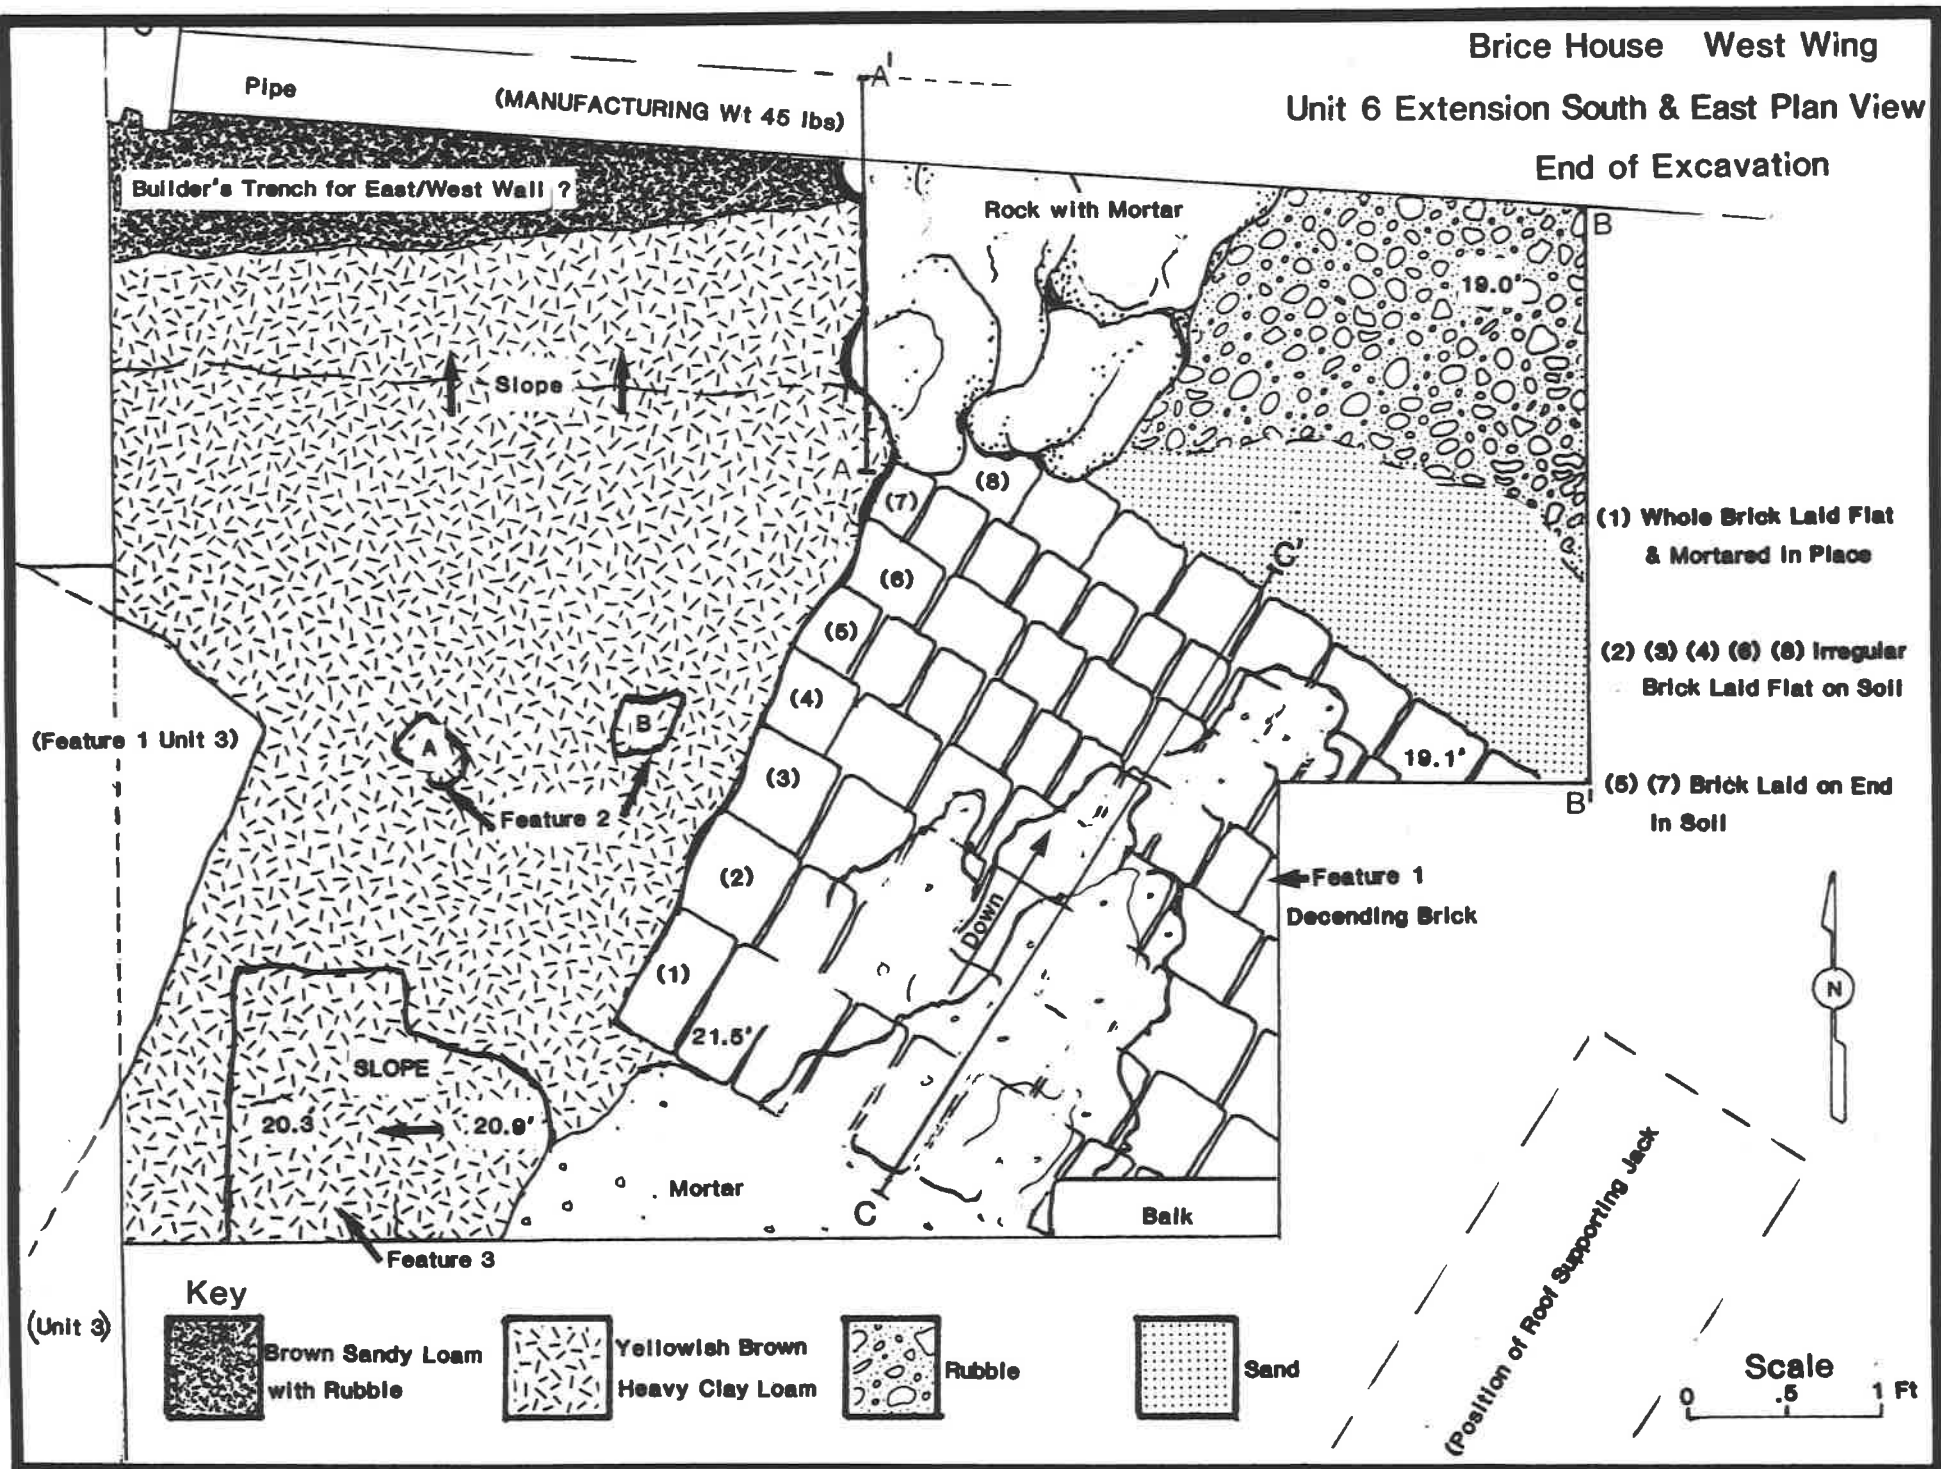 Brice House West Wing
Unit 6 Extension South & East Plan View
End of Excavation
Pipe
(MANUFACTURING Wt 45 lbs)
A'
Builder's Trench for East/West Wall ?
Rock with Mortar
B
19.0'
Slope
A
(8)
(7)
(1) Whole Brick Laid Flat
& Mortared in Place
C'
(6)
(5)
(2) (3) (4) (6) (8) Irregular
Brick Laid Flat on Soil
(4)
(Feature 1 Unit 3)
A
B
19.1'
(3)
(5) (7) Brick Laid on End
in Soil
B'
Feature 2
(2)
Feature 1
Decending Brick
Down
(1)
N
21.5'
SLOPE
20.3
20.9'
Mortar
C
Balk
Feature 3
(Position of Roof Supporting Jack
Key
(Unit 3)
Brown Sandy Loam
with Rubble
Yellowish Brown
Heavy Clay Loam
Rubble
Sand
Scale
0 .5 1 Ft